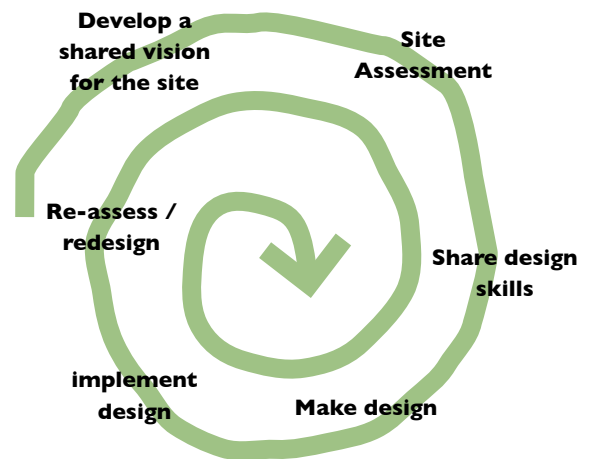 Develop a
shared vision
for the site
Site
Assessment
Share design
skills
Make design
implement
design
Re-assess /
redesign